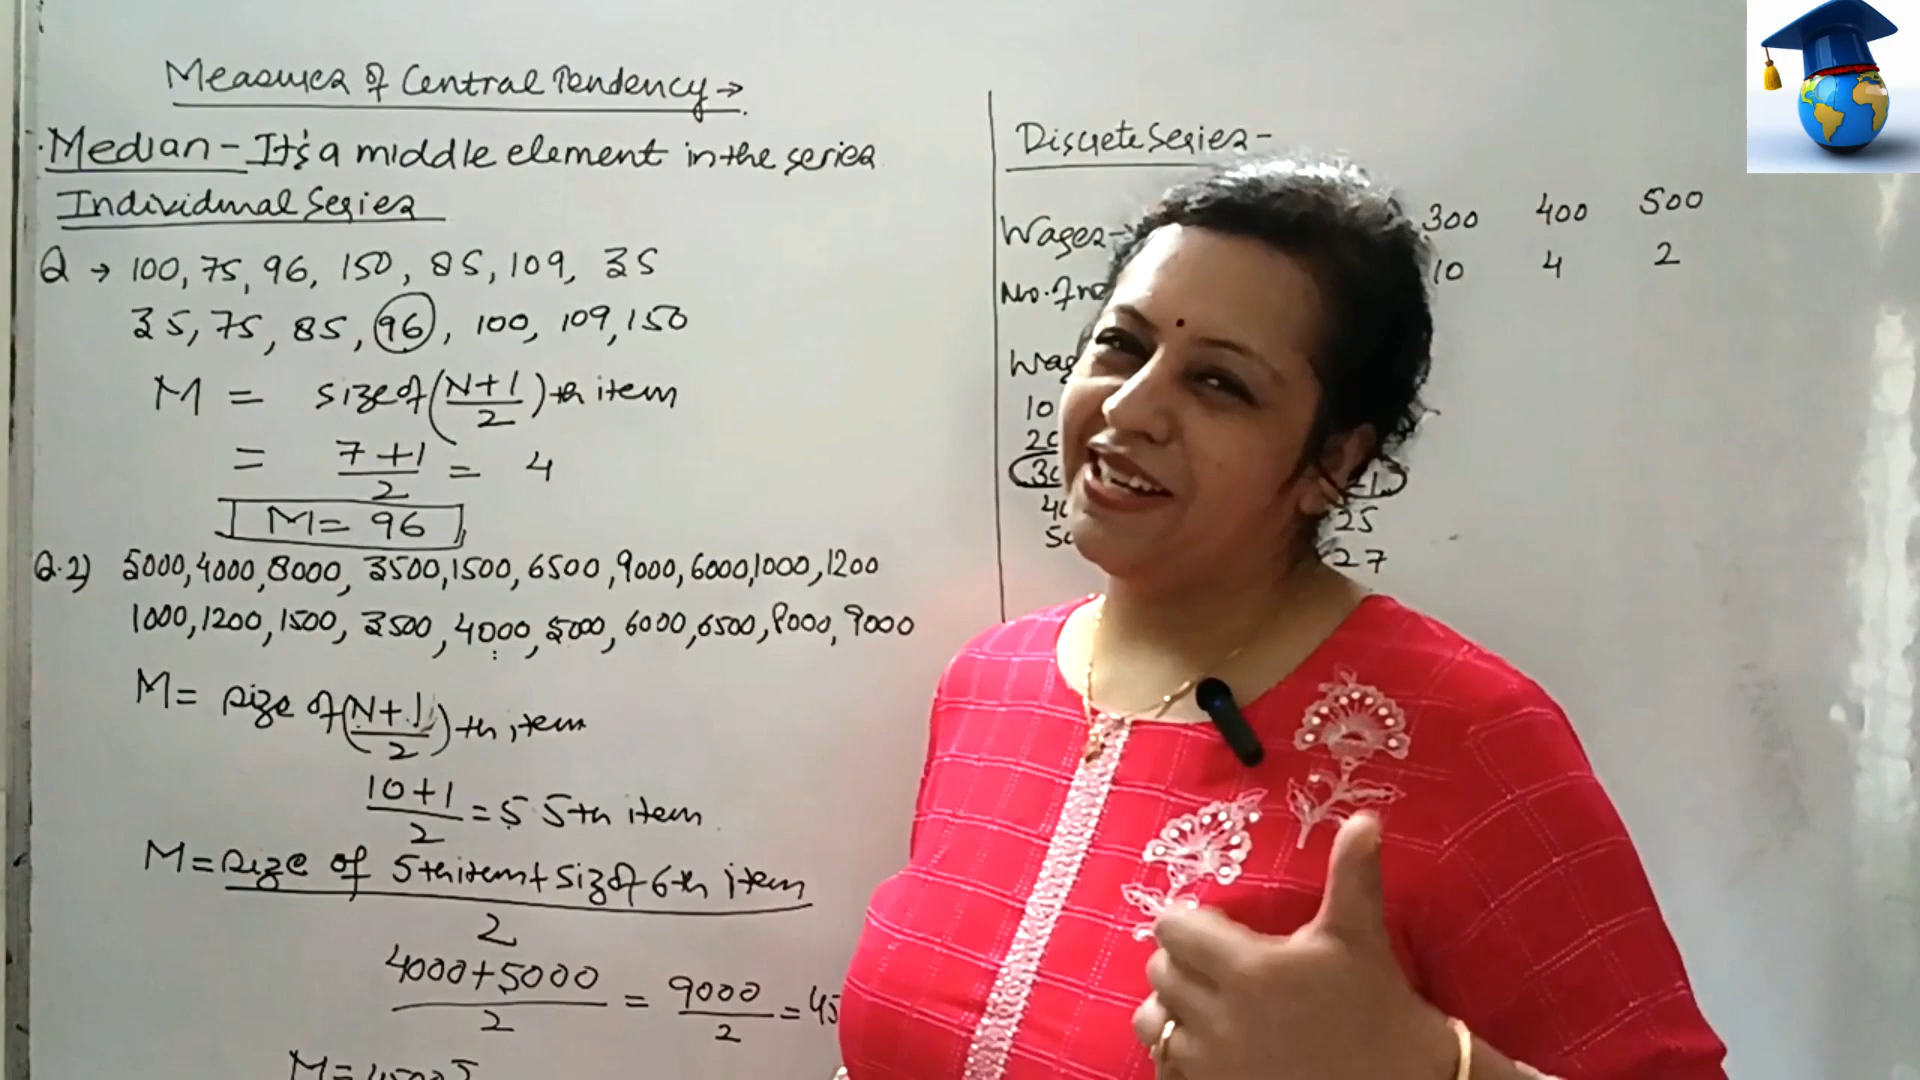 Measures of Central Tendency →
Median - It's a middle element in the series
Individual Series
Q → 100, 75, 96, 150, 85, 109, 35
35, 75, 85, 96, 100, 109, 150
M = size of (N+1/2)th item
= 7+1/2 = 4
M = 96
Q.2) 5000, 4000, 8000, 3500, 1500, 6500, 9000, 6000, 1000, 1200
1000, 1200, 1500, 3500, 4000, 5000, 6000, 6500, 8000, 9000
M = size of (N+1/2)th item
10+1/2 = 5.5th item
M = size of 5th item + size of 6th item
2
4000+5000/2 = 9000/2 = 45
M = 4500
Discrete Series -
Wages → 300 400 500
No. 10 4 2
10
25
27